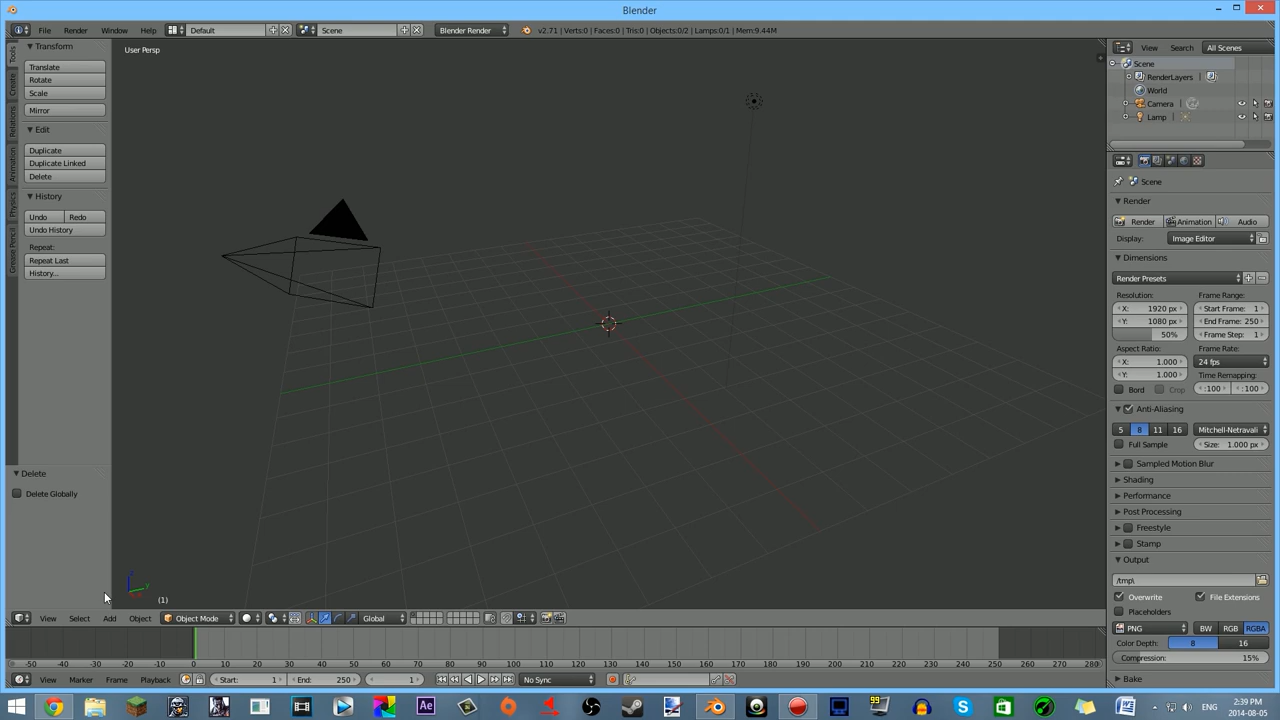 Blender
File Render Window Help Default Scene Blender Render v2.71 | Verts:0 | Faces:0 | Tris:0 | Objects:0/2 | Lamps:0/1 | Mem:9.44M
Tools
Create
Relations
Animation
Physics
Grease Pencil
Transform
Translate
Rotate
Scale
Mirror
Edit
Duplicate
Duplicate Linked
Delete
History
Undo Redo
Undo History
Repeat:
Repeat Last
History...
Delete
Delete Globally
User Persp
z
y
(1)
View Select Add Object Object Mode Global
-50 -40 -30 -20 -10 0 10 20 30 40 50 60 70 80 90 100 110 120 130 140 150 160 170 180 190 200 210 220 230 240 250 260 270 280
View Marker Frame Playback Start: 1 End: 250 1 No Sync
View Search All Scenes
Scene
RenderLayers
World
Camera
Lamp
Scene
Render
Render Animation Audio
Display: Image Editor
Dimensions
Render Presets
Resolution: Frame Range:
X: 1920 px Start Frame: 1
Y: 1080 px End Frame: 250
50% Frame Step: 1
Aspect Ratio: Frame Rate:
X: 1.000 24 fps
Y: 1.000 Time Remapping:
Bord Crop :100 :100
Anti-Aliasing
5 8 11 16 Mitchell-Netravali
Full Sample Size: 1.000 px
Sampled Motion Blur
Shading
Performance
Post Processing
Freestyle
Stamp
Output
/tmp\
Overwrite File Extensions
Placeholders
PNG BW RGB RGBA
Color Depth: 8 16
Compression: 15%
Bake
Ae 99 S ENG 2:39 PM
2014-08-05